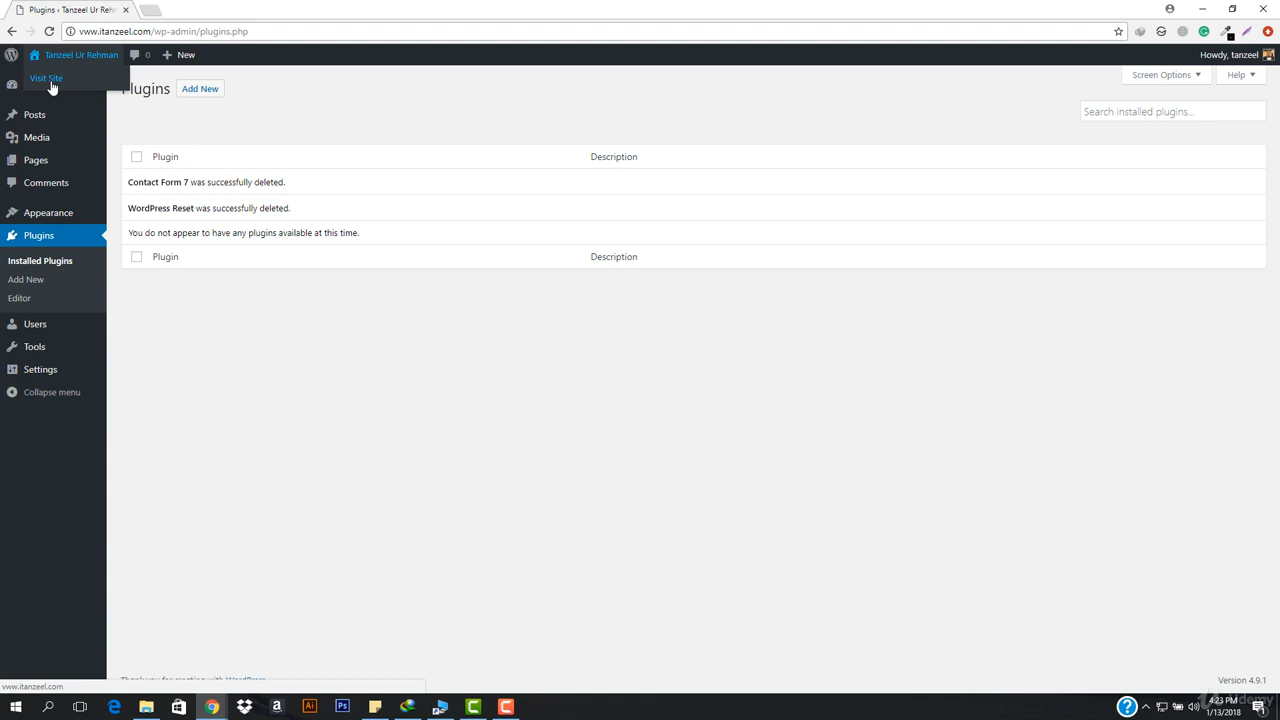 Plugins ‹ Tanzeel Ur Rehm
www.itanzeel.com/wp-admin/plugins.php
Tanzeel Ur Rehman
0
New
Howdy, tanzeel
Visit Site
Screen Options
Help
Plugins
Add New
Search installed plugins...
Posts
Media
Pages
Comments
Appearance
Plugins
Installed Plugins
Add New
Editor
Users
Tools
Settings
Collapse menu
Plugin
Description
Contact Form 7 was successfully deleted.
WordPress Reset was successfully deleted.
You do not appear to have any plugins available at this time.
Plugin
Description
Thank you for creating with WordPress
Version 4.9.1
www.itanzeel.com
4:23 PM
1/13/2018
Udemy